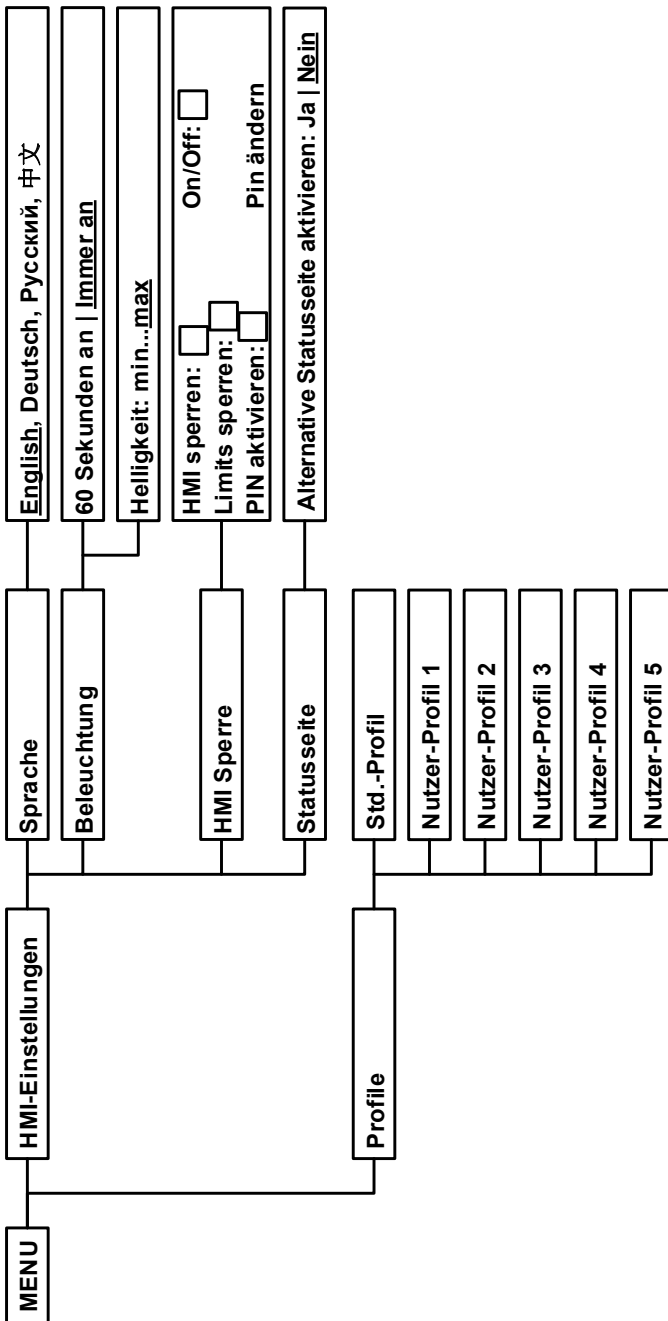 MENU
HMI-Einstellungen
Sprache
English, Deutsch, Русский, 中文
Beleuchtung
60 Sekunden an | Immer an
Helligkeit: min...max
HMI Sperre
HMI sperren: On/Off:
Limits sperren:
PIN aktivieren: Pin ändern
Statusseite
Alternative Statusseite aktivieren: Ja | Nein
Profile
Std.-Profil
Nutzer-Profil 1
Nutzer-Profil 2
Nutzer-Profil 3
Nutzer-Profil 4
Nutzer-Profil 5